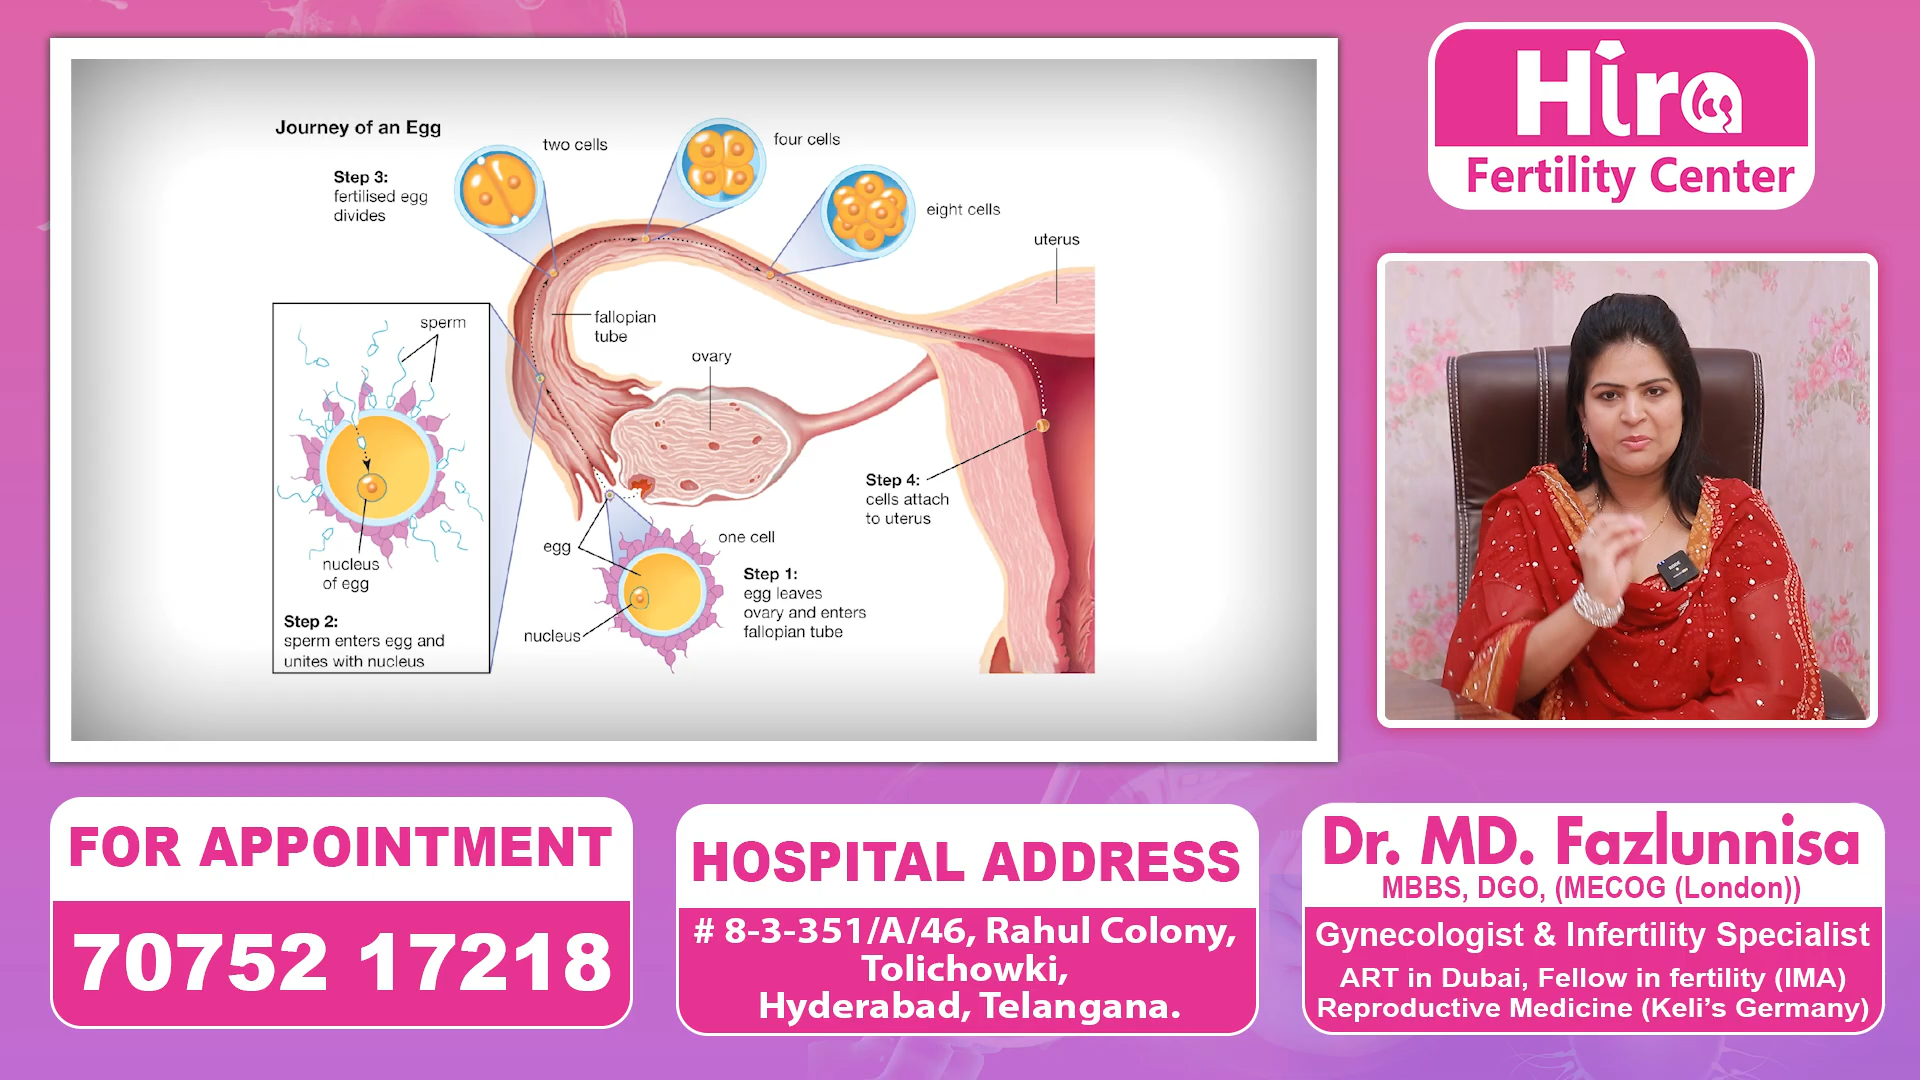 Journey of an Egg
two cells
four cells
Step 3:
fertilised egg
divides
eight cells
uterus
sperm
fallopian
tube
ovary
Step 4:
cells attach
to uterus
egg
one cell
nucleus
of egg
Step 1:
egg leaves
ovary and enters
fallopian tube
nucleus
Step 2:
sperm enters egg and
unites with nucleus
Hira
Fertility Center
FOR APPOINTMENT
70752 17218
HOSPITAL ADDRESS
# 8-3-351/A/46, Rahul Colony,
Tolichowki,
Hyderabad, Telangana.
Dr. MD. Fazlunnisa
MBBS, DGO, (MECOG (London))
Gynecologist & Infertility Specialist
ART in Dubai, Fellow in fertility (IMA)
Reproductive Medicine (Keli's Germany)